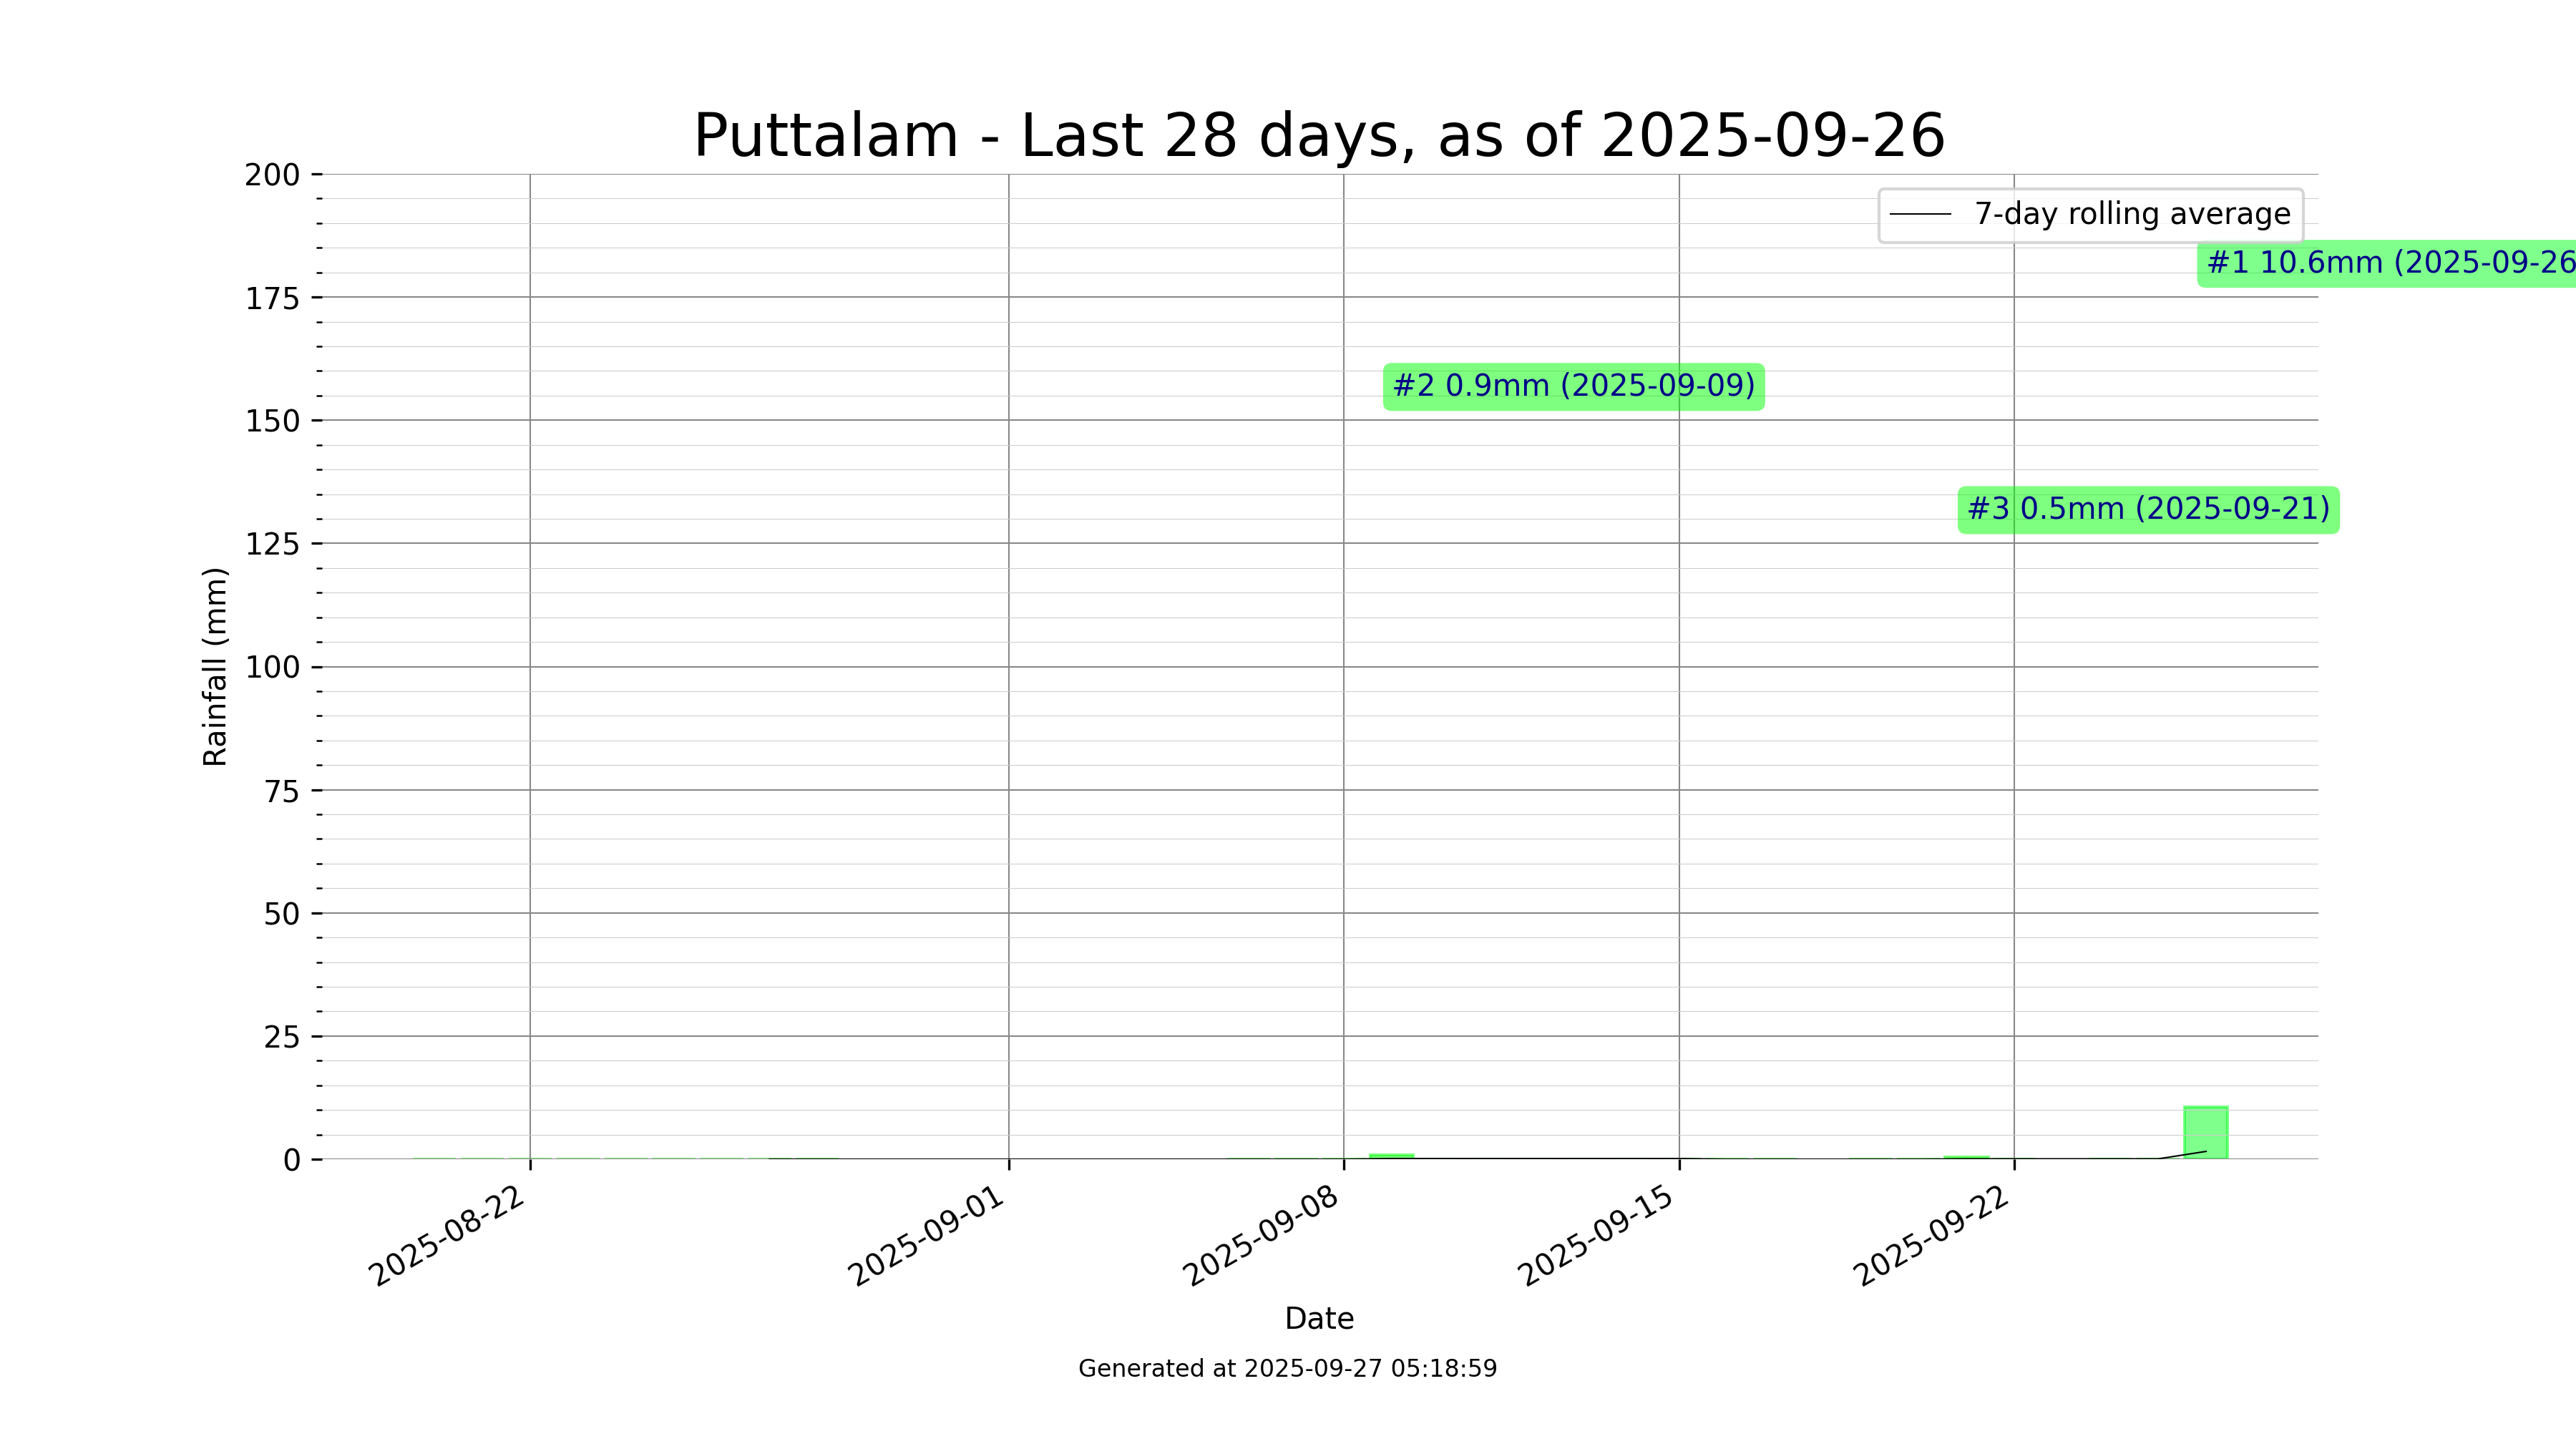 Puttalam - Last 28 days, as of 2025-09-26
200
175
150
125
100
75
50
25
0
Rainfall (mm)
7-day rolling average
#1 10.6mm (2025-09-26
#2 0.9mm (2025-09-09)
#3 0.5mm (2025-09-21)
2025-08-22
2025-09-01
2025-09-08
2025-09-15
2025-09-22
Date
Generated at 2025-09-27 05:18:59